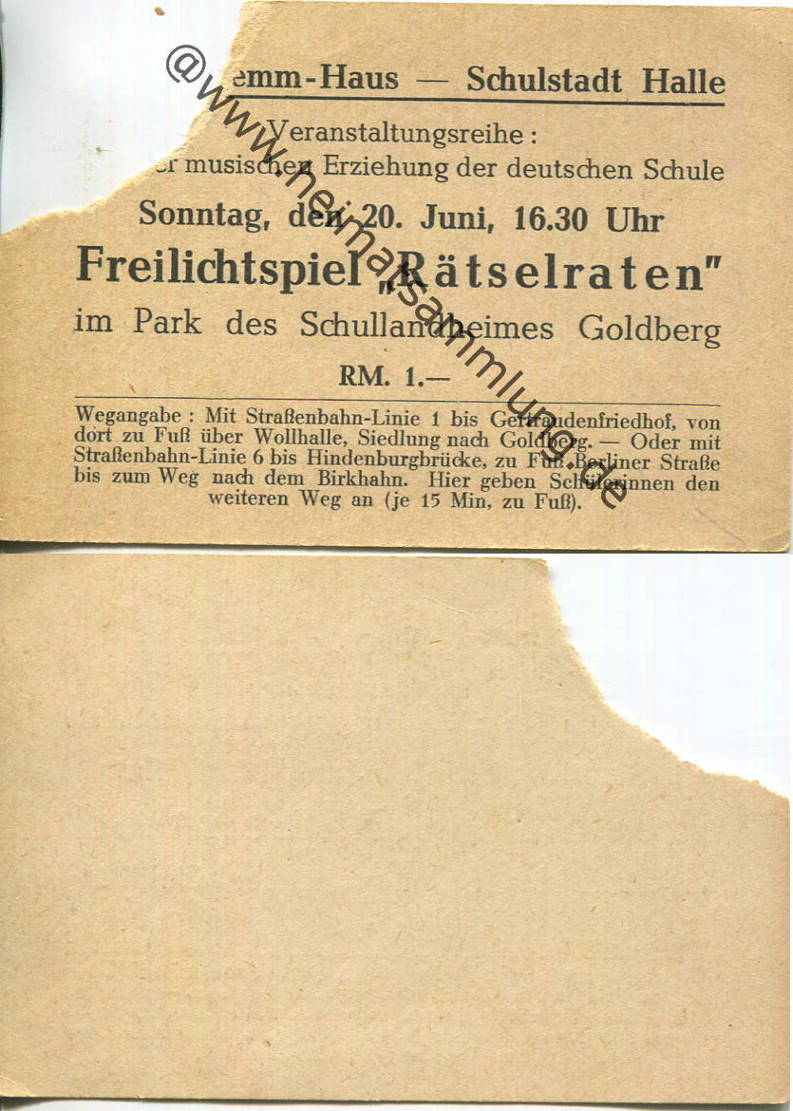 emm-Haus — Schulstadt Halle
Veranstaltungsreihe :
er musischen Erziehung der deutschen Schule
Sonntag, den 20. Juni, 16.30 Uhr
Freilichtspiel „Rätselraten"
im Park des Schullandheimes Goldberg
RM. 1.—
Wegangabe : Mit Straßenbahn-Linie 1 bis Gertraudenfriedhof, von
dort zu Fuß über Wollhalle, Siedlung nach Goldberg. — Oder mit
Straßenbahn-Linie 6 bis Hindenburgbrücke, zu Fuß Berliner Straße
bis zum Weg nach dem Birkhahn. Hier geben Schülerinnen den
weiteren Weg an (je 15 Min, zu Fuß).
@www.heimatsammlung.de